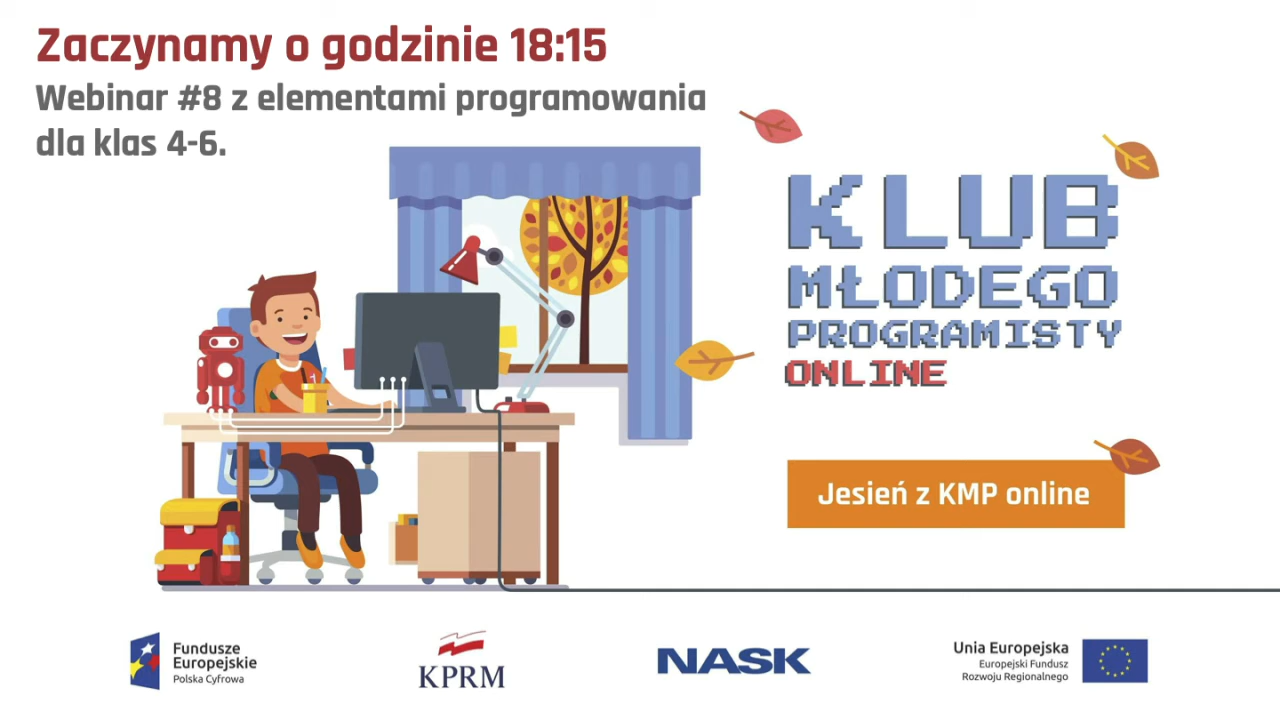 Zaczynamy o godzinie 18:15
Webinar #8 z elementami programowania
dla klas 4-6.
KLUB
MŁODEGO
PROGRAMISTY
ONLINE
Jesień z KMP online
Fundusze
Europejskie
Polska Cyfrowa
KPRM
NASK
Unia Europejska
Europejski Fundusz
Rozwoju Regionalnego